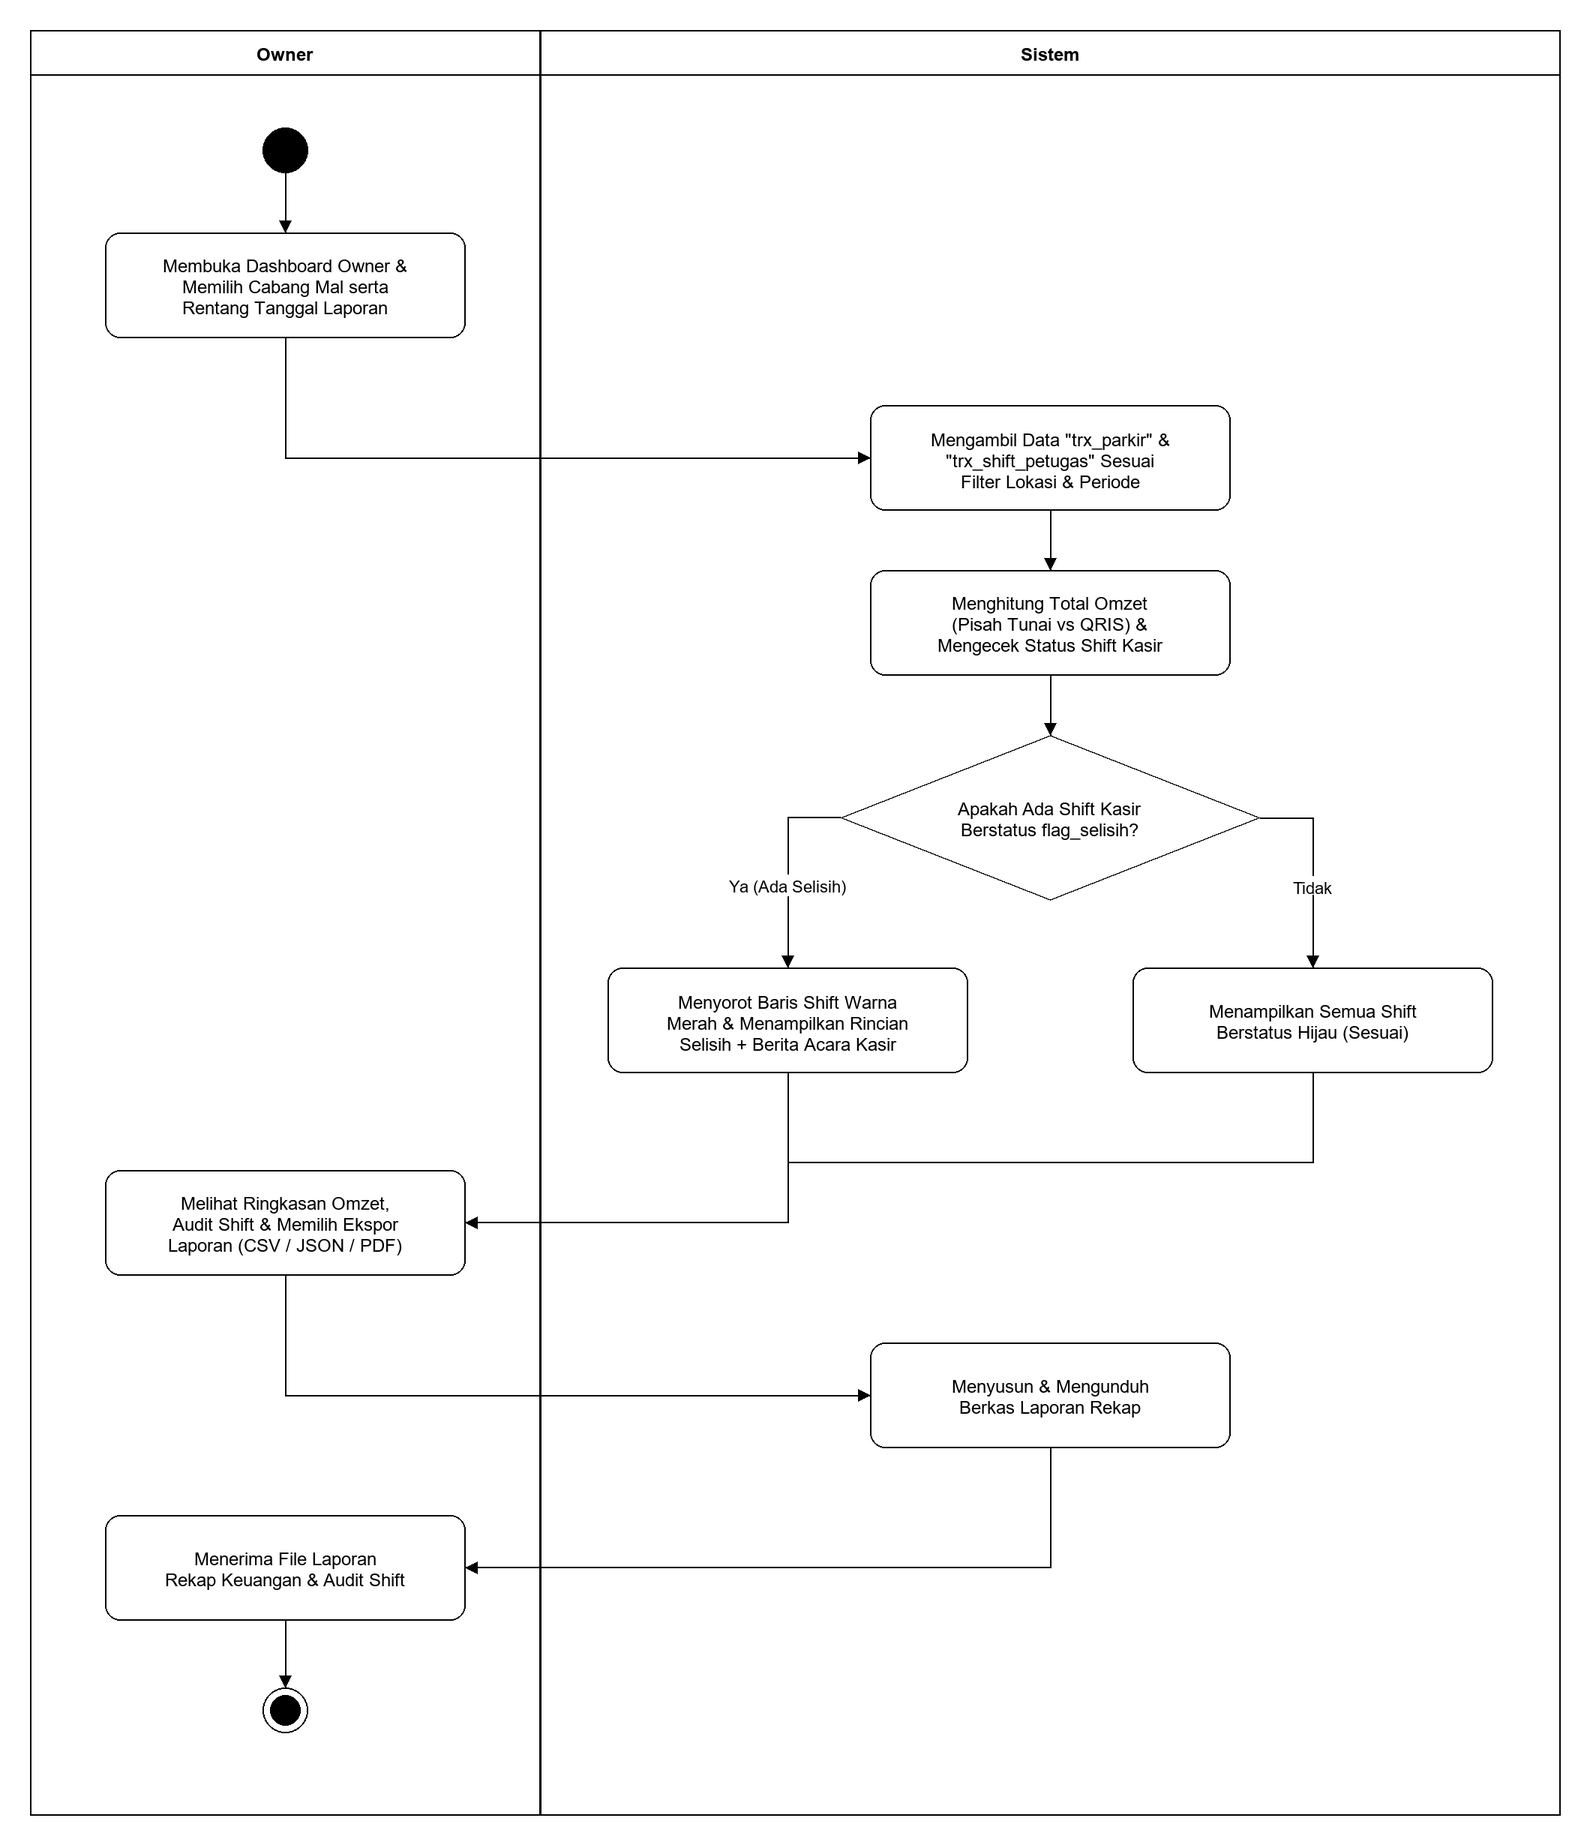 Owner
Sistem
Membuka Dashboard Owner &
Memilih Cabang Mal serta
Rentang Tanggal Laporan
Mengambil Data "trx_parkir" &
"trx_shift_petugas" Sesuai
Filter Lokasi & Periode
Menghitung Total Omzet
(Pisah Tunai vs QRIS) &
Mengecek Status Shift Kasir
Apakah Ada Shift Kasir
Berstatus flag_selisih?
Ya (Ada Selisih)
Tidak
Menyorot Baris Shift Warna
Merah & Menampilkan Rincian
Selisih + Berita Acara Kasir
Menampilkan Semua Shift
Berstatus Hijau (Sesuai)
Melihat Ringkasan Omzet,
Audit Shift & Memilih Ekspor
Laporan (CSV / JSON / PDF)
Menyusun & Mengunduh
Berkas Laporan Rekap
Menerima File Laporan
Rekap Keuangan & Audit Shift